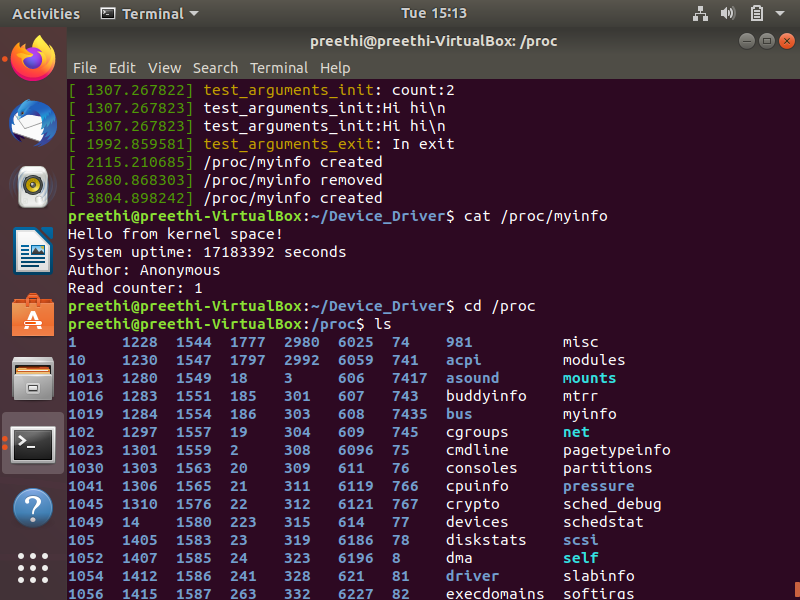 Activities Terminal Tue 15:13
preethi@preethi-VirtualBox: /proc
File Edit View Search Terminal Help
[ 1307.267822] test_arguments_init: count:2
[ 1307.267823] test_arguments_init:Hi hi\n
[ 1307.267823] test_arguments_init:Hi hi\n
[ 1992.859581] test_arguments_exit: In exit
[ 2115.210685] /proc/myinfo created
[ 2680.868303] /proc/myinfo removed
[ 3804.898242] /proc/myinfo created
preethi@preethi-VirtualBox:~/Device_Driver$ cat /proc/myinfo
Hello from kernel space!
System uptime: 17183392 seconds
Author: Anonymous
Read counter: 1
preethi@preethi-VirtualBox:~/Device_Driver$ cd /proc
preethi@preethi-VirtualBox:/proc$ ls
1 1228 1544 1777 2980 6025 74 981 misc
10 1230 1547 1797 2992 6059 741 acpi modules
1013 1280 1549 18 3 606 7417 asound mounts
1016 1283 1551 185 301 607 743 buddyinfo mtrr
1019 1284 1554 186 303 608 7435 bus myinfo
102 1297 1557 19 304 609 745 cgroups net
1023 1301 1559 2 308 6096 75 cmdline pagetypeinfo
1030 1303 1563 20 309 611 76 consoles partitions
1041 1306 1565 21 311 6119 766 cpuinfo pressure
1045 1310 1576 22 312 6121 767 crypto sched_debug
1049 14 1580 223 315 614 77 devices schedstat
105 1405 1583 23 319 6186 78 diskstats scsi
1052 1407 1585 24 323 6196 8 dma self
1054 1412 1586 241 328 621 81 driver slabinfo
1056 1415 1587 263 332 6227 82 execdomains softirqs